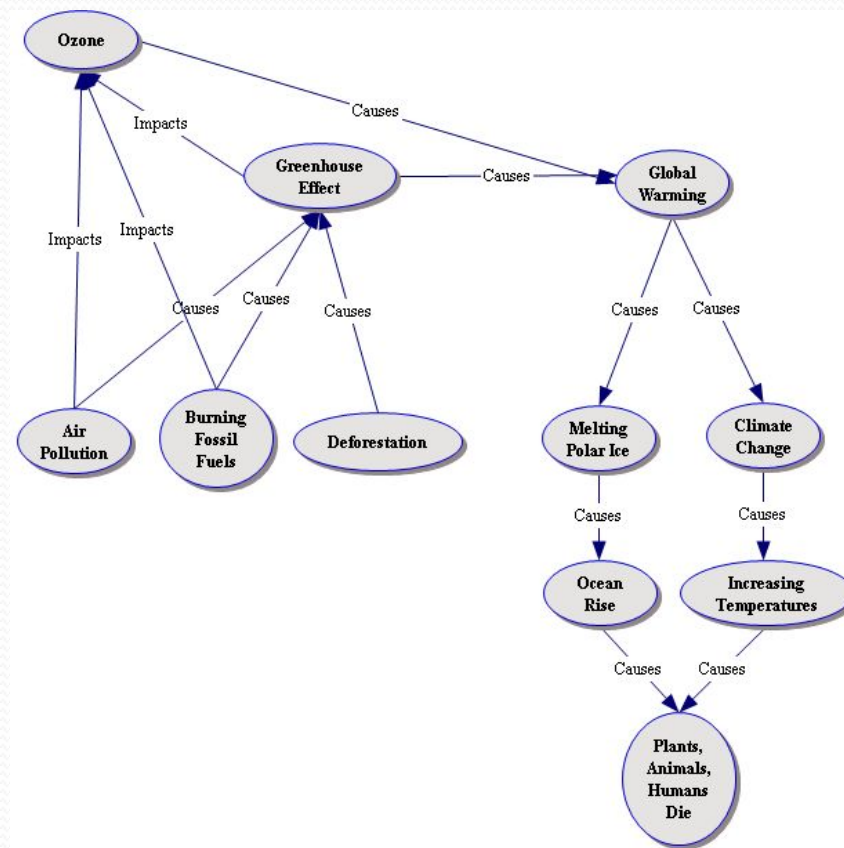 Ozone
Causes
Impacts
Greenhouse
Effect
Causes
Global
Warming
Impacts
Impacts
Causes
Causes
Causes
Causes
Causes
Air
Pollution
Burning
Fossil
Fuels
Deforestation
Melting
Polar Ice
Climate
Change
Causes
Causes
Ocean
Rise
Increasing
Temperatures
Causes
Causes
Plants,
Animals,
Humans
Die